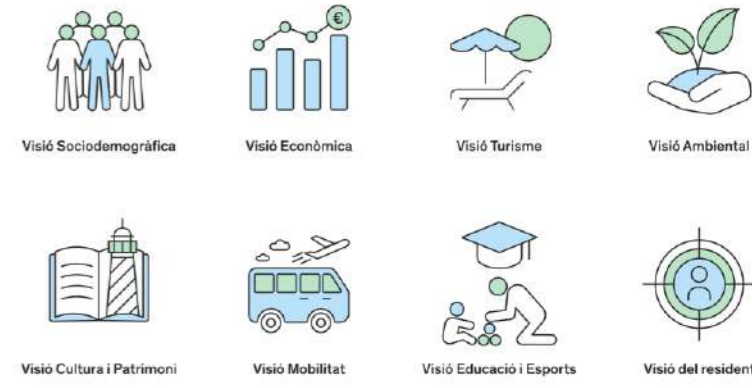 €
Visió Sociodemogràfica
Visió Econòmica
Visió Turisme
Visió Ambiental
Visió Cultura i Patrimoni
Visió Mobilitat
Visió Educació i Esports
Visió del resident